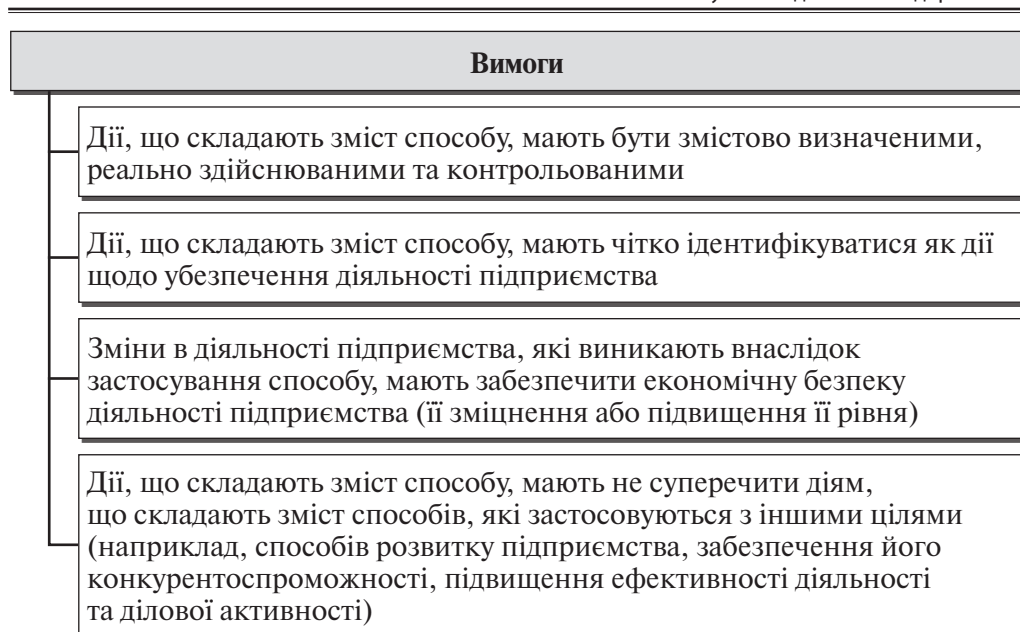 Вимоги
Дії, що складають зміст способу, мають бути змістово визначеними,
реально здійснюваними та контрольованими
Дії, що складають зміст способу, мають чітко ідентифікуватися як дії
щодо убезпечення діяльності підприємства
Зміни в діяльності підприємства, які виникають внаслідок
застосування способу, мають забезпечити економічну безпеку
діяльності підприємства (її зміцнення або підвищення її рівня)
Дії, що складають зміст способу, мають не суперечити діям,
що складають зміст способів, які застосовуються з іншими цілями
(наприклад, способів розвитку підприємства, забезпечення його
конкурентоспроможності, підвищення ефективності діяльності
та ділової активності)